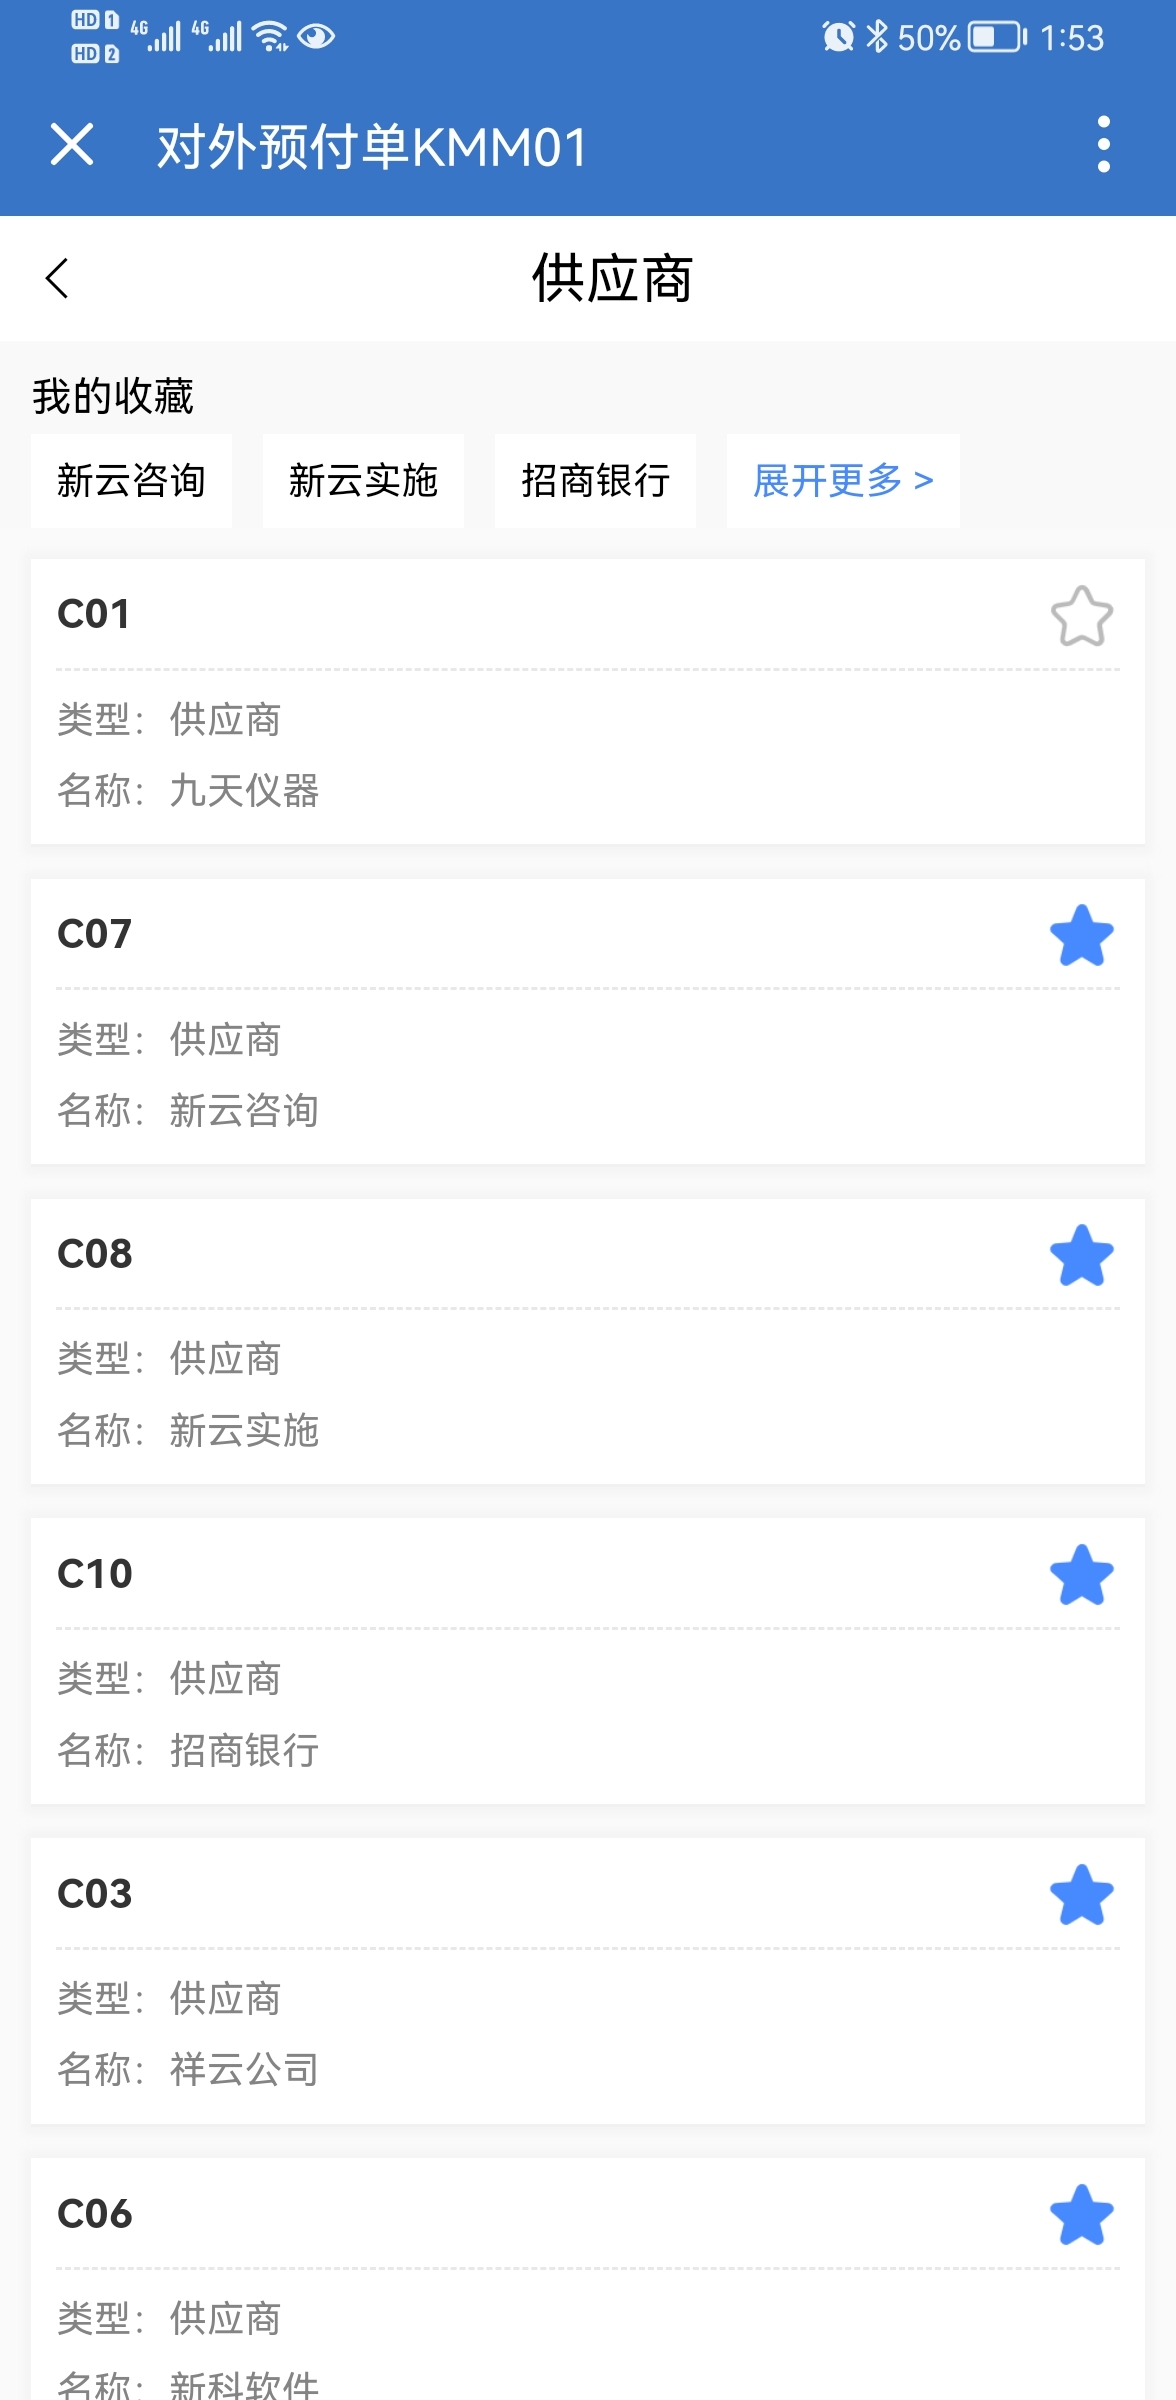 HD 1 4G 4G 50% 1:53
HD 2
对外预付单KMM01
供应商
我的收藏
新云咨询 新云实施 招商银行 展开更多 >
C01
类型： 供应商
名称： 九天仪器
C07
类型： 供应商
名称： 新云咨询
C08
类型： 供应商
名称： 新云实施
C10
类型： 供应商
名称： 招商银行
C03
类型： 供应商
名称： 祥云公司
C06
类型： 供应商
名称： 新科软件